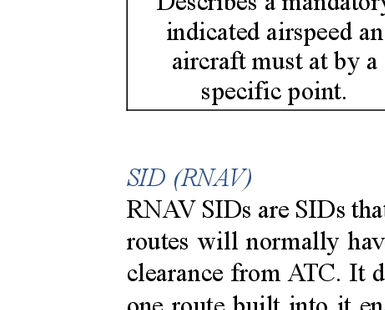 Describes a mandatory
indicated airspeed an
aircraft must at by a
specific point.
SID (RNAV)
RNAV SIDs are SIDs that
routes will normally hav
clearance from ATC. It d
one route built into it en